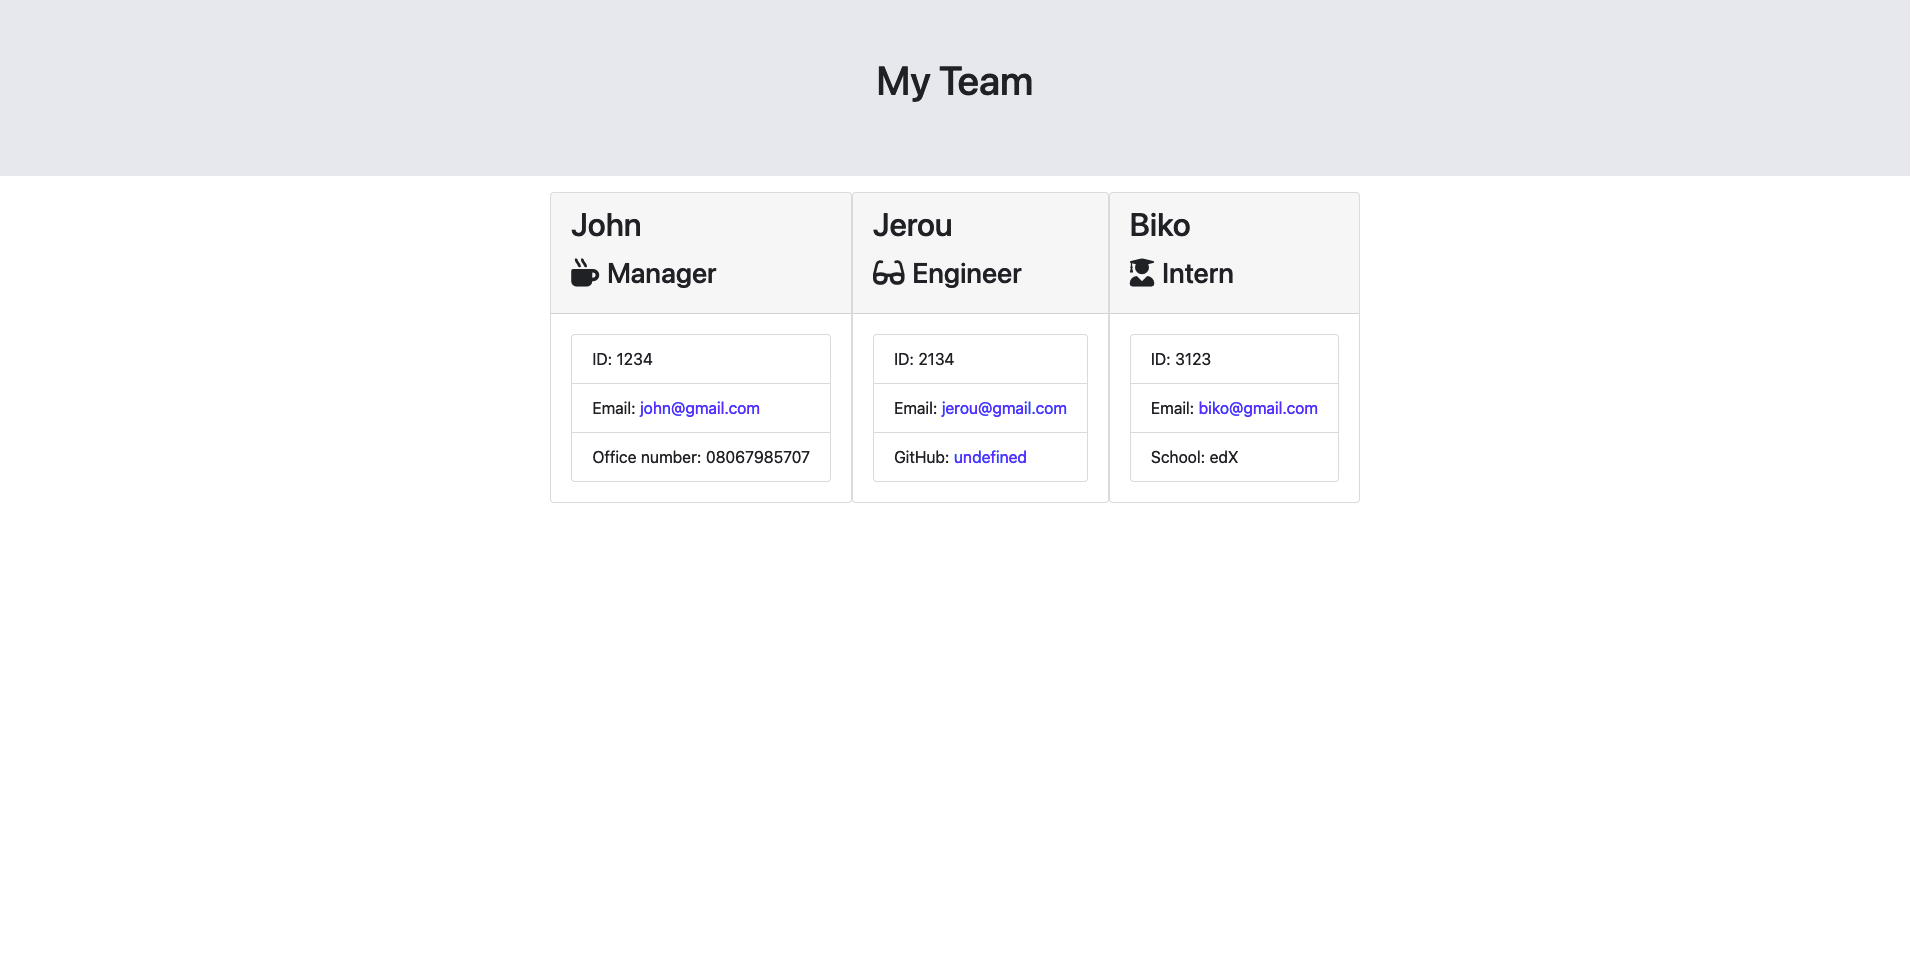 My Team
John
Manager
ID: 1234
Email: john@gmail.com
Office number: 08067985707
Jerou
Engineer
ID: 2134
Email: jerou@gmail.com
GitHub: undefined
Biko
Intern
ID: 3123
Email: biko@gmail.com
School: edX